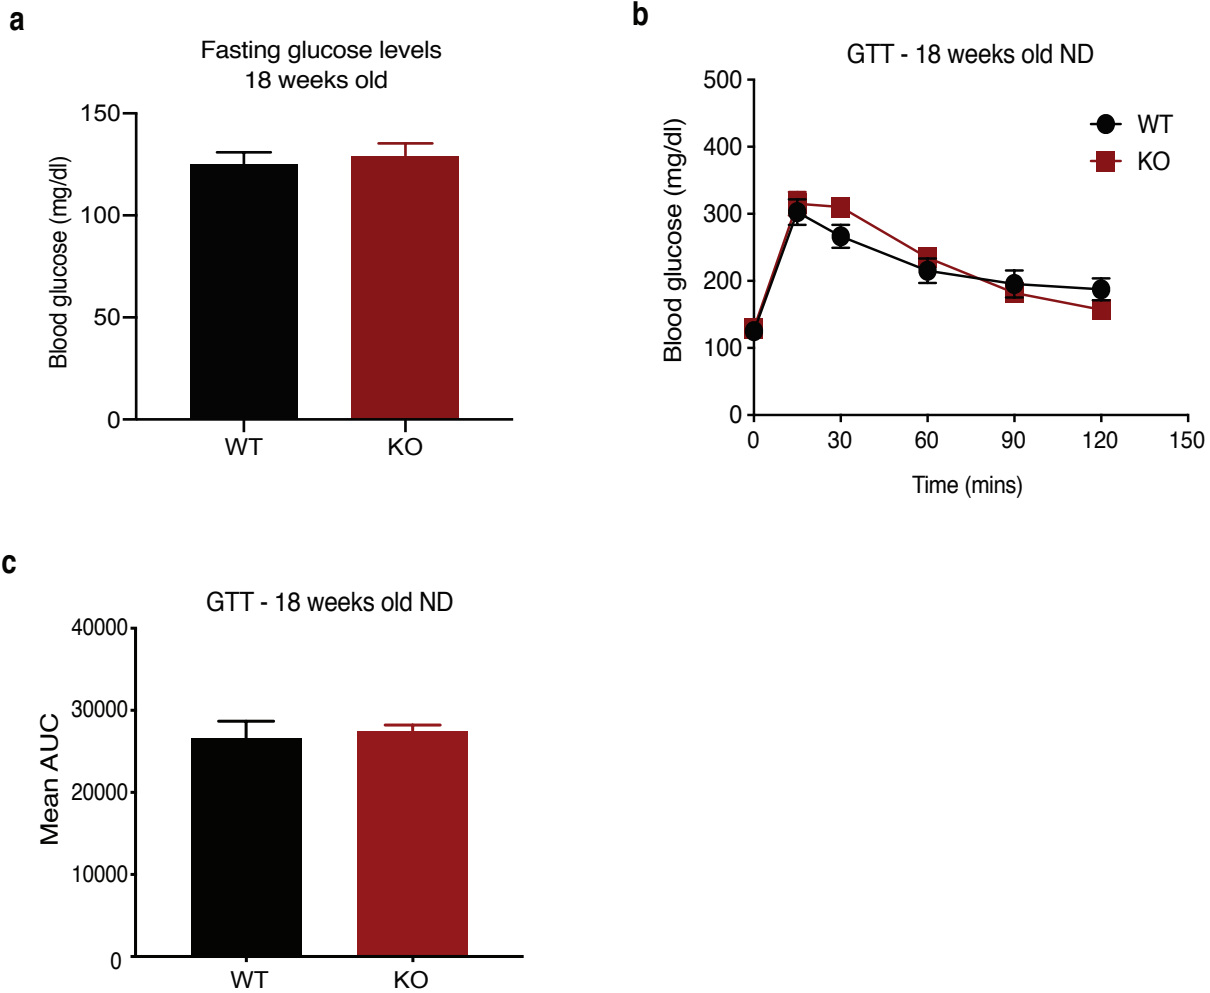 a
Fasting glucose levels
18 weeks old
150
100
50
0
Blood glucose (mg/dl)
WT
KO
b
GTT - 18 weeks old ND
500
400
300
200
100
0
Blood glucose (mg/dl)
WT
KO
0 30 60 90 120 150
Time (mins)
c
GTT - 18 weeks old ND
40000
30000
20000
10000
0
Mean AUC
WT
KO